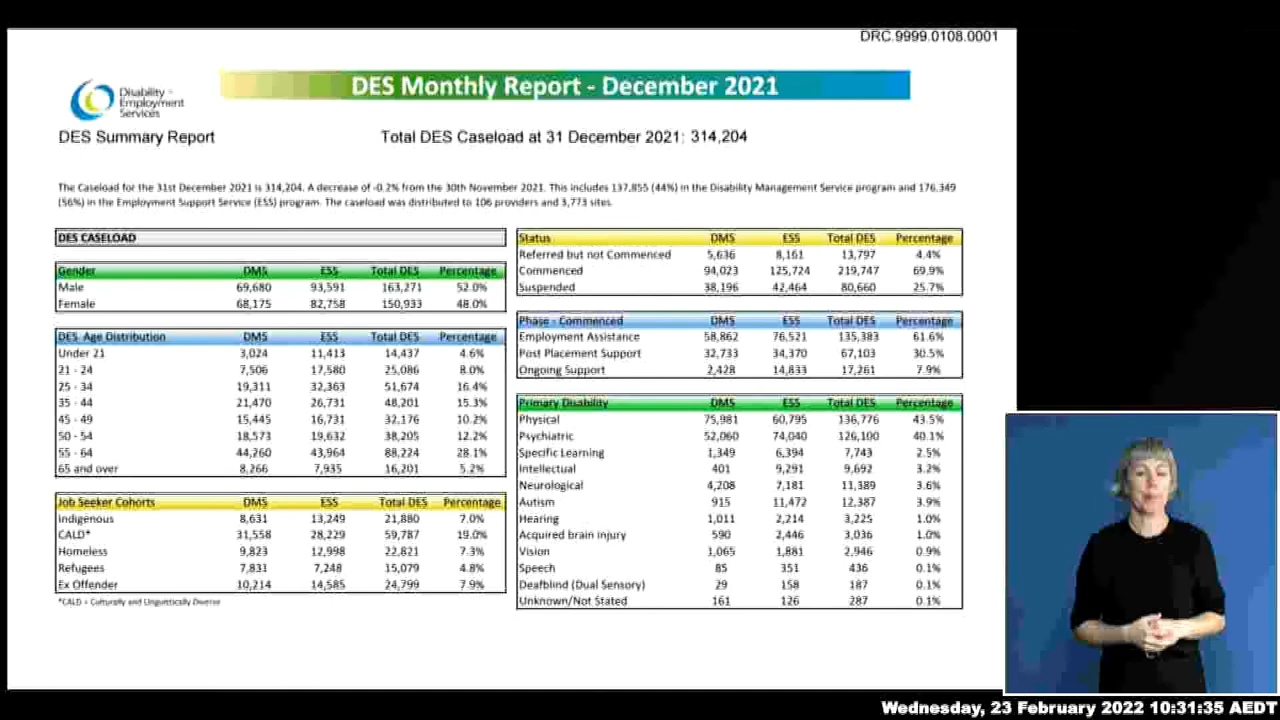 DRC.9999.0108.0001
Disability
Employment
Services
DES Monthly Report - December 2021
DES Summary Report
Total DES Caseload at 31 December 2021: 314,204
The Caseload for the 31st December 2021 is 314,204. A decrease of -0.2% from the 30th November 2021. This includes 137,855 (44%) in the Disability Management Service program and 176,349
(56%) in the Employment Support Service (ESS) program. The caseload was distributed to 106 providers and 3,773 sites.
DES CASELOAD
Gender DMS ESS Total DES Percentage
Male 69,680 93,591 163,271 52.0%
Female 68,175 82,758 150,933 48.0%
DES Age Distribution DMS ESS Total DES Percentage
Under 21 3,024 11,413 14,437 4.6%
21 - 24 7,506 17,580 25,086 8.0%
25 - 34 19,311 32,363 51,674 16.4%
35 - 44 21,470 26,731 48,201 15.3%
45 - 49 15,445 16,731 32,176 10.2%
50 - 54 18,573 19,632 38,205 12.2%
55 - 64 44,260 43,964 88,224 28.1%
65 and over 8,266 7,935 16,201 5.2%
Job Seeker Cohorts DMS ESS Total DES Percentage
Indigenous 8,631 13,249 21,880 7.0%
CALD* 31,558 28,229 59,787 19.0%
Homeless 9,823 12,998 22,821 7.3%
Refugees 7,831 7,248 15,079 4.8%
Ex Offender 10,214 14,585 24,799 7.9%
*CALD = Culturally and Linguistically Diverse
Status DMS ESS Total DES Percentage
Referred but not Commenced 5,636 8,161 13,797 4.4%
Commenced 94,023 125,724 219,747 69.9%
Suspended 38,196 42,464 80,660 25.7%
Phase - Commenced DMS ESS Total DES Percentage
Employment Assistance 58,862 76,521 135,383 61.6%
Post Placement Support 32,733 34,370 67,103 30.5%
Ongoing Support 2,428 14,833 17,261 7.9%
Primary Disability DMS ESS Total DES Percentage
Physical 75,981 60,795 136,776 43.5%
Psychiatric 52,060 74,040 126,100 40.1%
Specific Learning 1,349 6,394 7,743 2.5%
Intellectual 401 9,291 9,692 3.2%
Neurological 4,208 7,181 11,389 3.6%
Autism 915 11,472 12,387 3.9%
Hearing 1,011 2,214 3,225 1.0%
Acquired brain injury 590 2,446 3,036 1.0%
Vision 1,065 1,881 2,946 0.9%
Speech 85 351 436 0.1%
Deafblind (Dual Sensory) 29 158 187 0.1%
Unknown/Not Stated 161 126 287 0.1%
Wednesday, 23 February 2022 10:31:35 AEDT